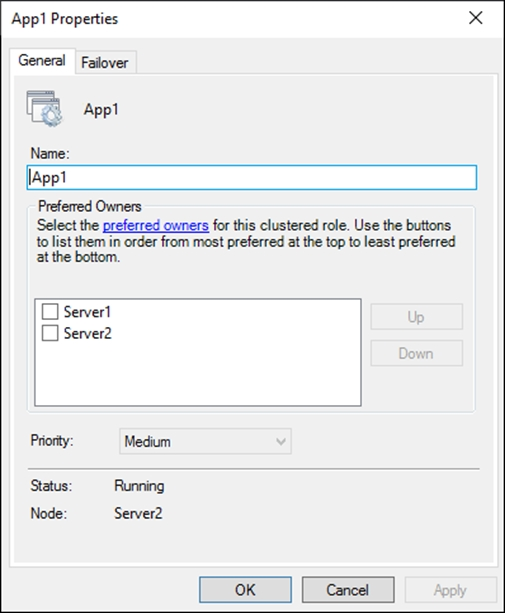 App1 Properties
General
Failover
App1
Name:
App1
Preferred Owners
Select the preferred owners for this clustered role. Use the buttons
to list them in order from most preferred at the top to least preferred
at the bottom.
Server1
Server2
Up
Down
Priority:
Medium
Status:
Running
Node:
Server2
OK
Cancel
Apply